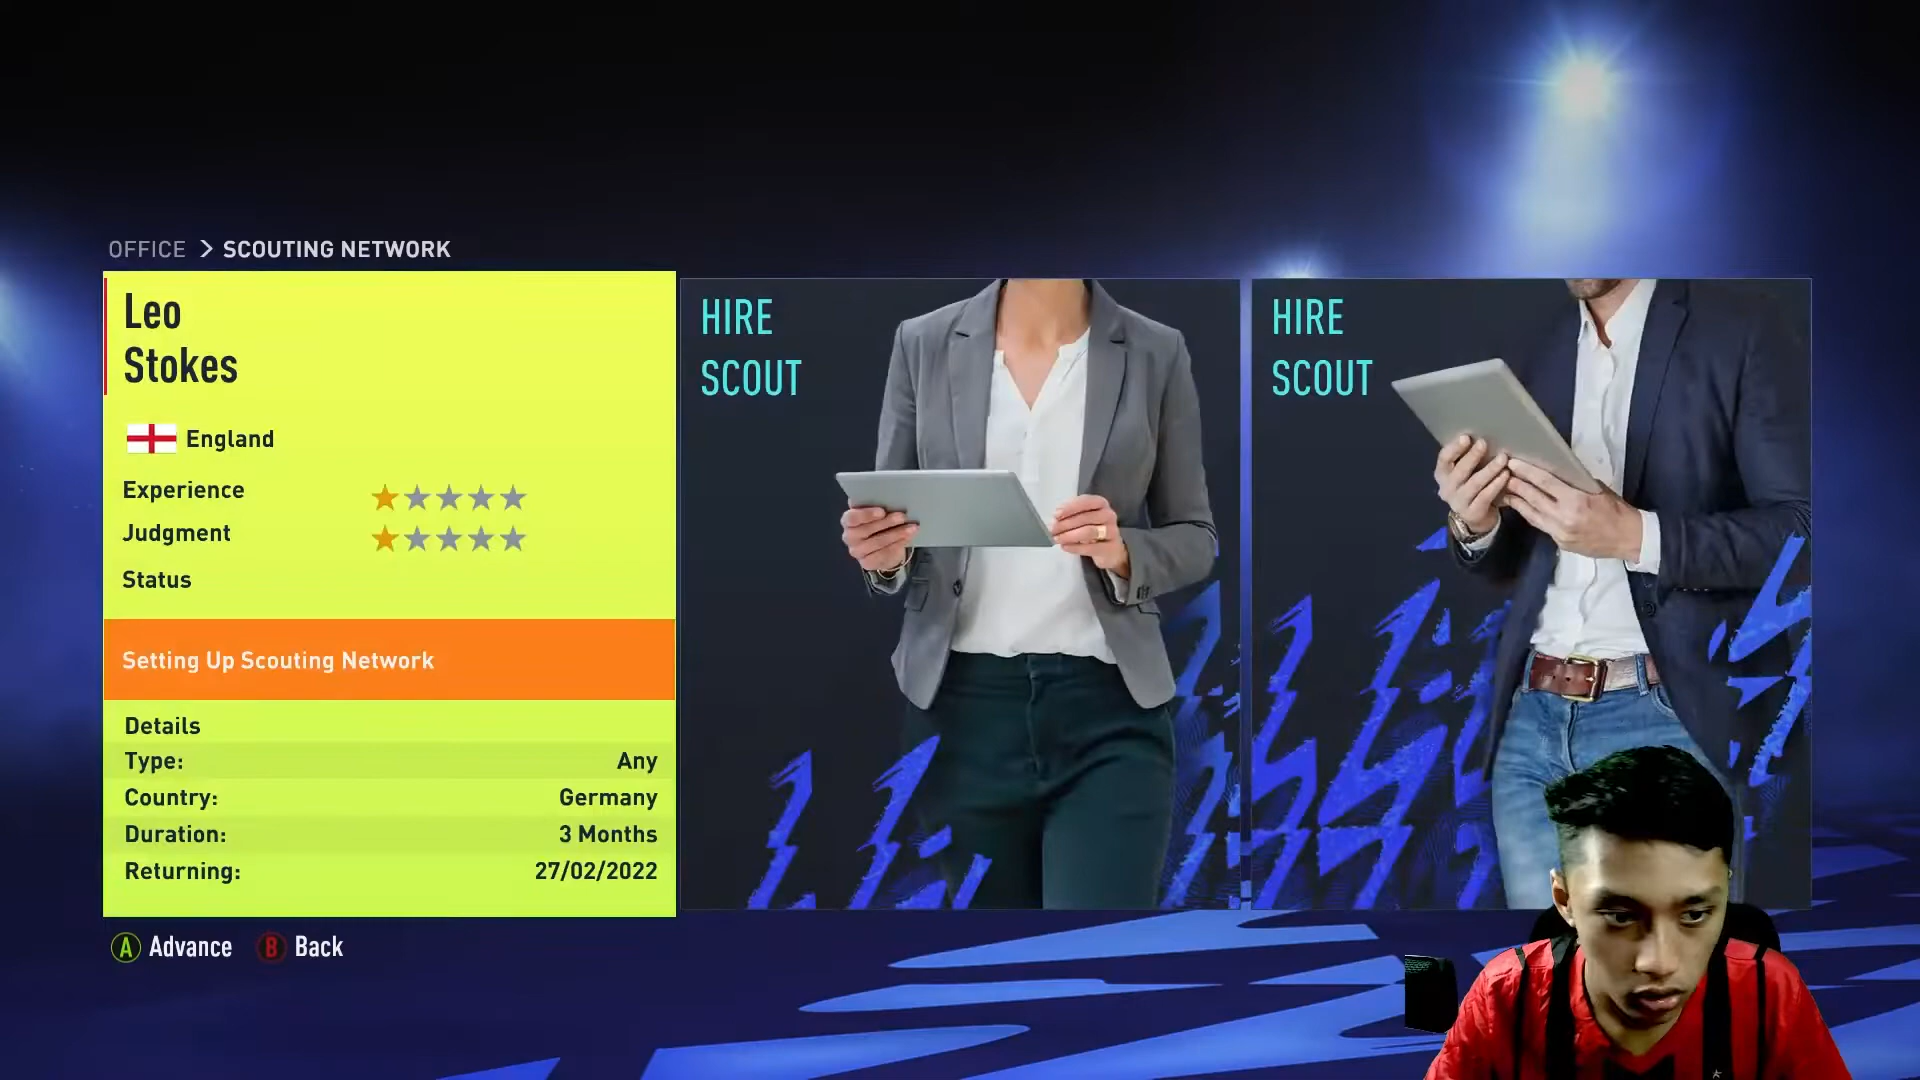 OFFICE > SCOUTING NETWORK
Leo
Stokes
England
Experience
Judgment
Status
Setting Up Scouting Network
Details
Type: Any
Country: Germany
Duration: 3 Months
Returning: 27/02/2022
HIRE
SCOUT
HIRE
SCOUT
A Advance B Back